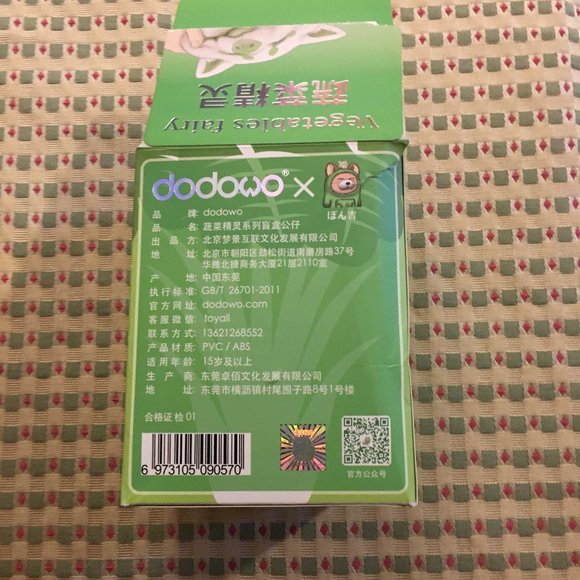 Vegetables fairy
蔬菜精灵
dodowo® ×
ぽん吉
品 牌: dodowo
品 名: 蔬菜精灵系列盲盒公仔
出 品 方: 北京梦景互联文化发展有限公司
地 址: 北京市朝阳区劲松街道南磨房路37号
华腾北搪商务大厦21层2110室
产 地: 中国东莞
执行标准: GB/T 26701-2011
官方网址: dodowo.com
客服微信: toyall
联系方式: 13621268552
产品材质: PVC / ABS
适用年龄: 15岁及以上
生 产 商: 东莞卓佰文化发展有限公司
地 址: 东莞市横沥镇村尾围子路8号1号楼
合格证 检 01
6 973105 090570
官方公众号